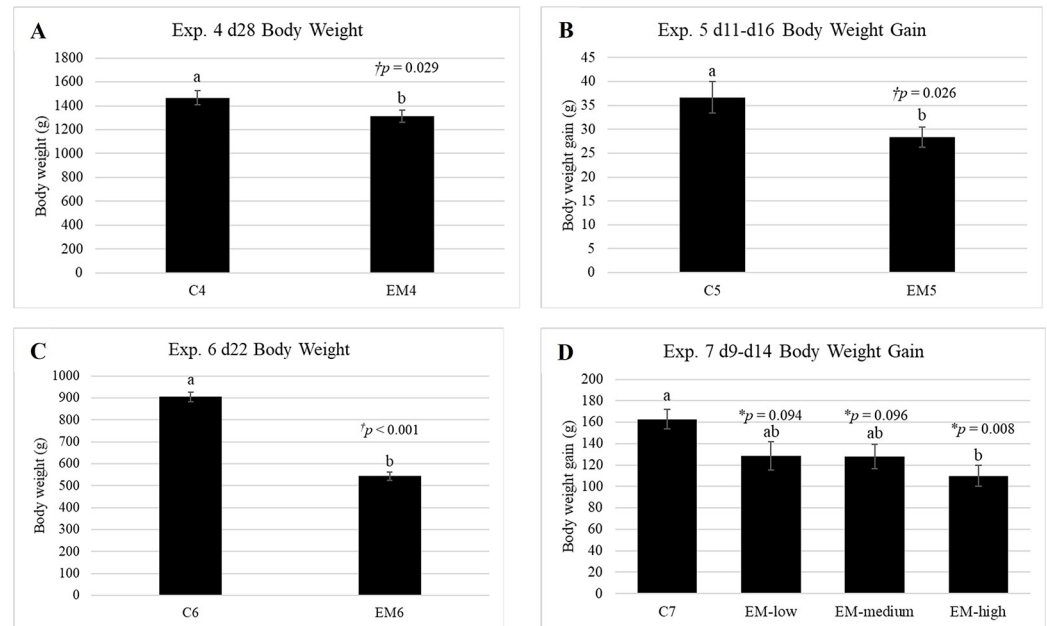 A
Exp. 4 d28 Body Weight
Body weight (g)
1800
1600
1400
1200
1000
800
600
400
200
0
a
†p = 0.029
b
C4
EM4
B
Exp. 5 d11-d16 Body Weight Gain
Body weight gain (g)
45
40
35
30
25
20
15
10
5
0
a
†p = 0.026
b
C5
EM5
C
Exp. 6 d22 Body Weight
Body weight (g)
1000
900
800
700
600
500
400
300
200
100
0
a
†p < 0.001
b
C6
EM6
D
Exp. 7 d9-d14 Body Weight Gain
Body weight gain (g)
200
180
160
140
120
100
80
60
40
20
0
a
*p = 0.094
ab
*p = 0.096
ab
*p = 0.008
b
C7
EM-low
EM-medium
EM-high